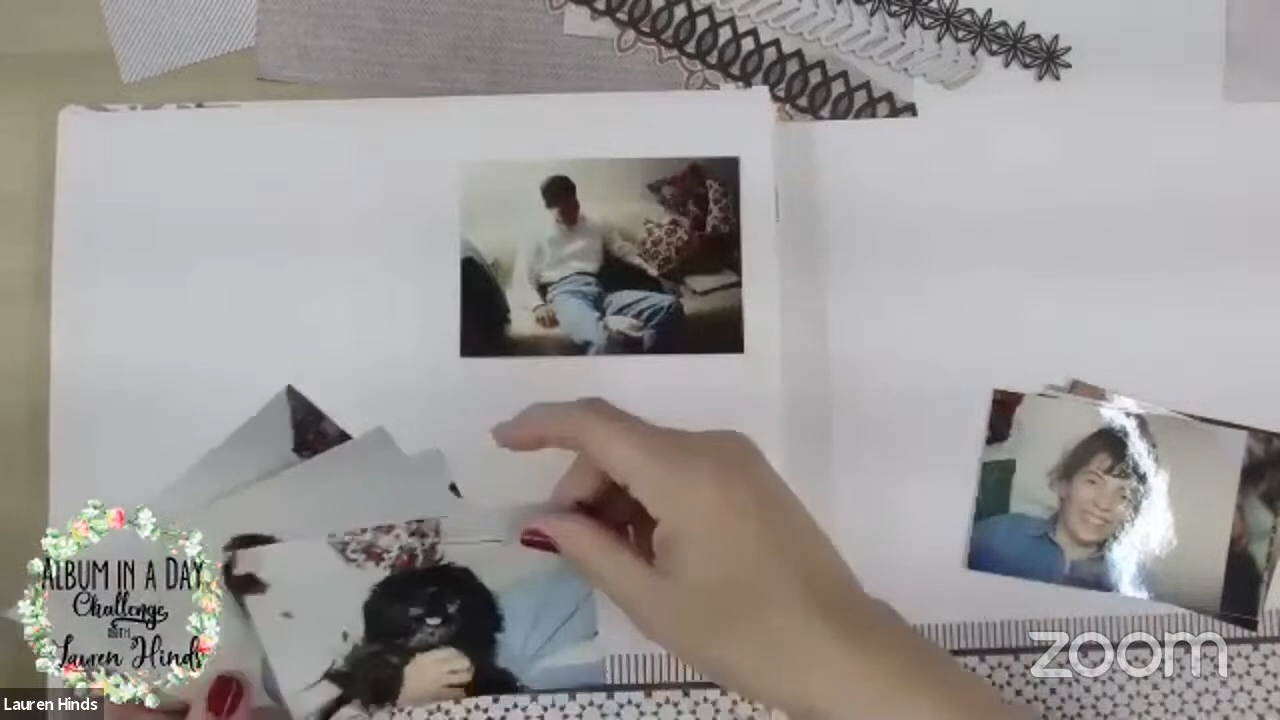 ALBUM IN A DAY
Challenge
WITH
Lauren Hinds
Lauren Hinds
zoom